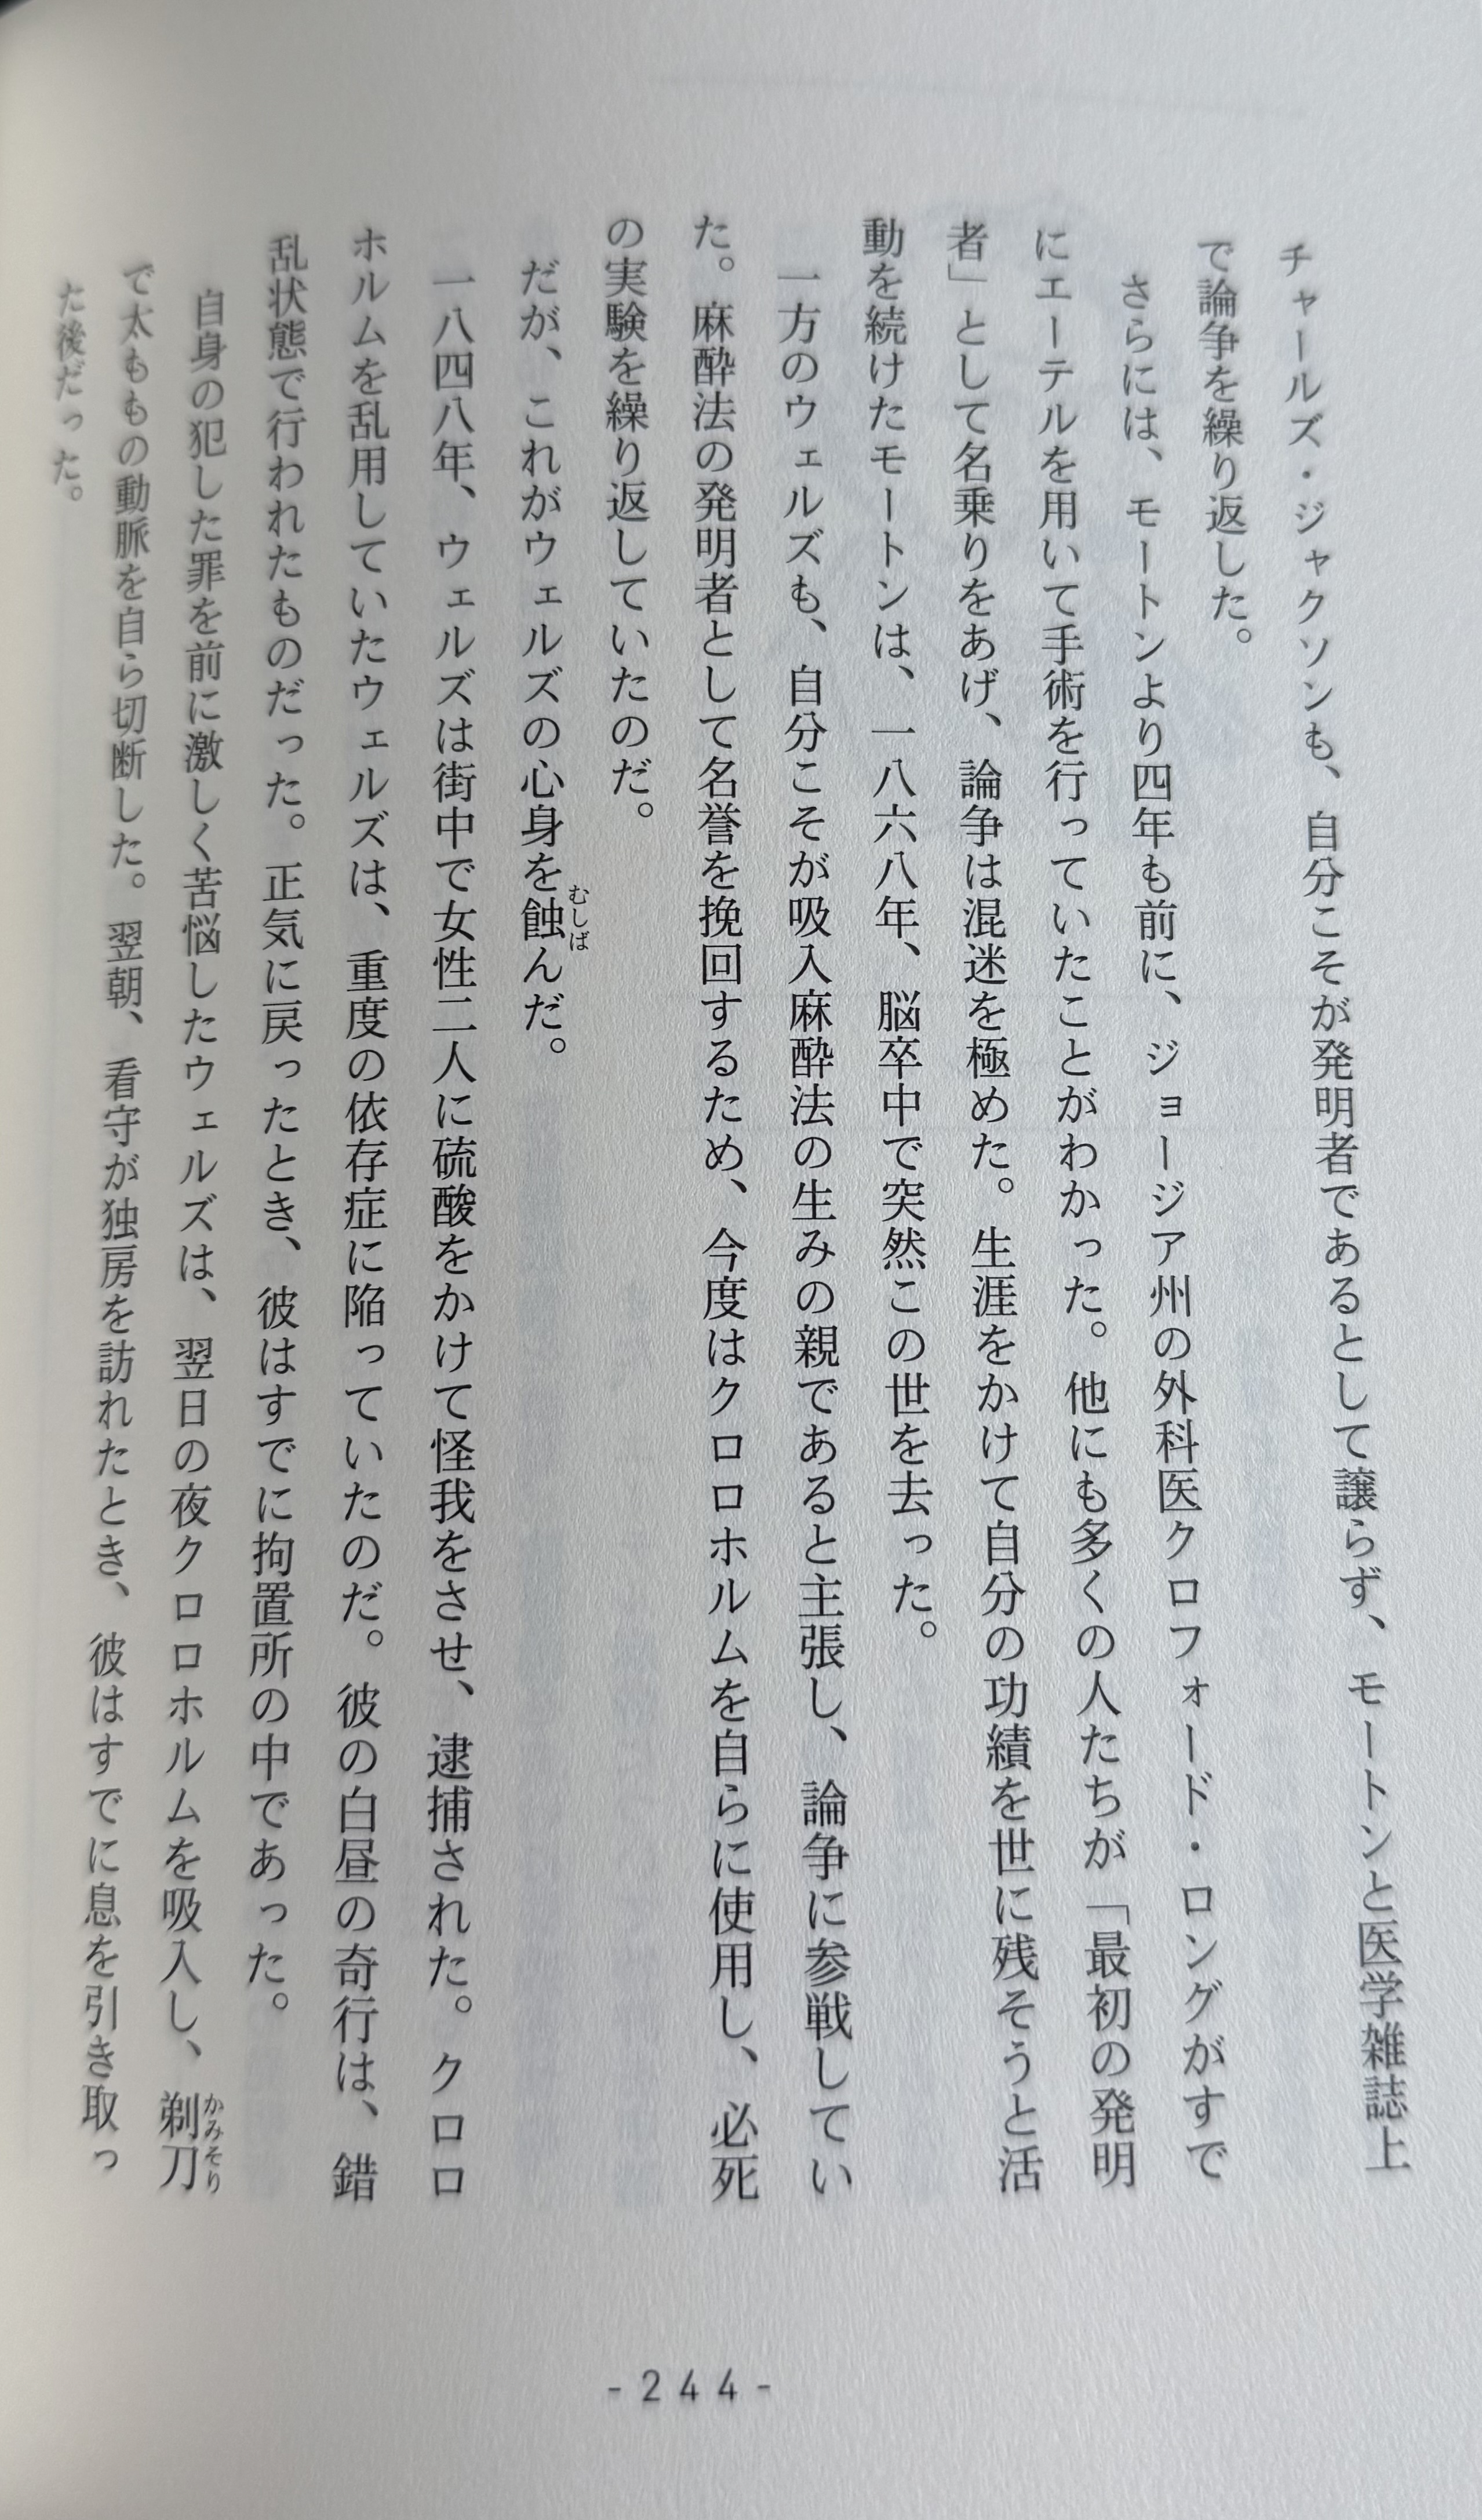 チャールズ・ジャクソンも、自分こそが発明者であるとして譲らず、モートンと医学雑誌上
で論争を繰り返した。
さらには、モートンより四年も前に、ジョージア州の外科医クロフォード・ロングがすで
にエーテルを用いて手術を行っていたことがわかった。他にも多くの人たちが「最初の発明
者」として名乗りをあげ、論争は混迷を極めた。生涯をかけて自分の功績を世に残そうと活
動を続けたモートンは、一八六八年、脳卒中で突然この世を去った。
一方のウェルズも、自分こそが吸入麻酔法の生みの親であると主張し、論争に参戦してい
た。麻酔法の発明者として名誉を挽回するため、今度はクロロホルムを自らに使用し、必死
の実験を繰り返していたのだ。
だが、これがウェルズの心身を蝕んだ。
むしば
一八四八年、ウェルズは街中で女性二人に硫酸をかけて怪我をさせ、逮捕された。クロロ
ホルムを乱用していたウェルズは、重度の依存症に陥っていたのだ。彼の白昼の奇行は、錯
乱状態で行われたものだった。正気に戻ったとき、彼はすでに拘置所の中であった。
自身の犯した罪を前に激しく苦悩したウェルズは、翌日の夜クロロホルムを吸入し、剃刀
かみそり
で太ももの動脈を自ら切断した。翌朝、看守が独房を訪れたとき、彼はすでに息を引き取っ
た後だった。
-244-